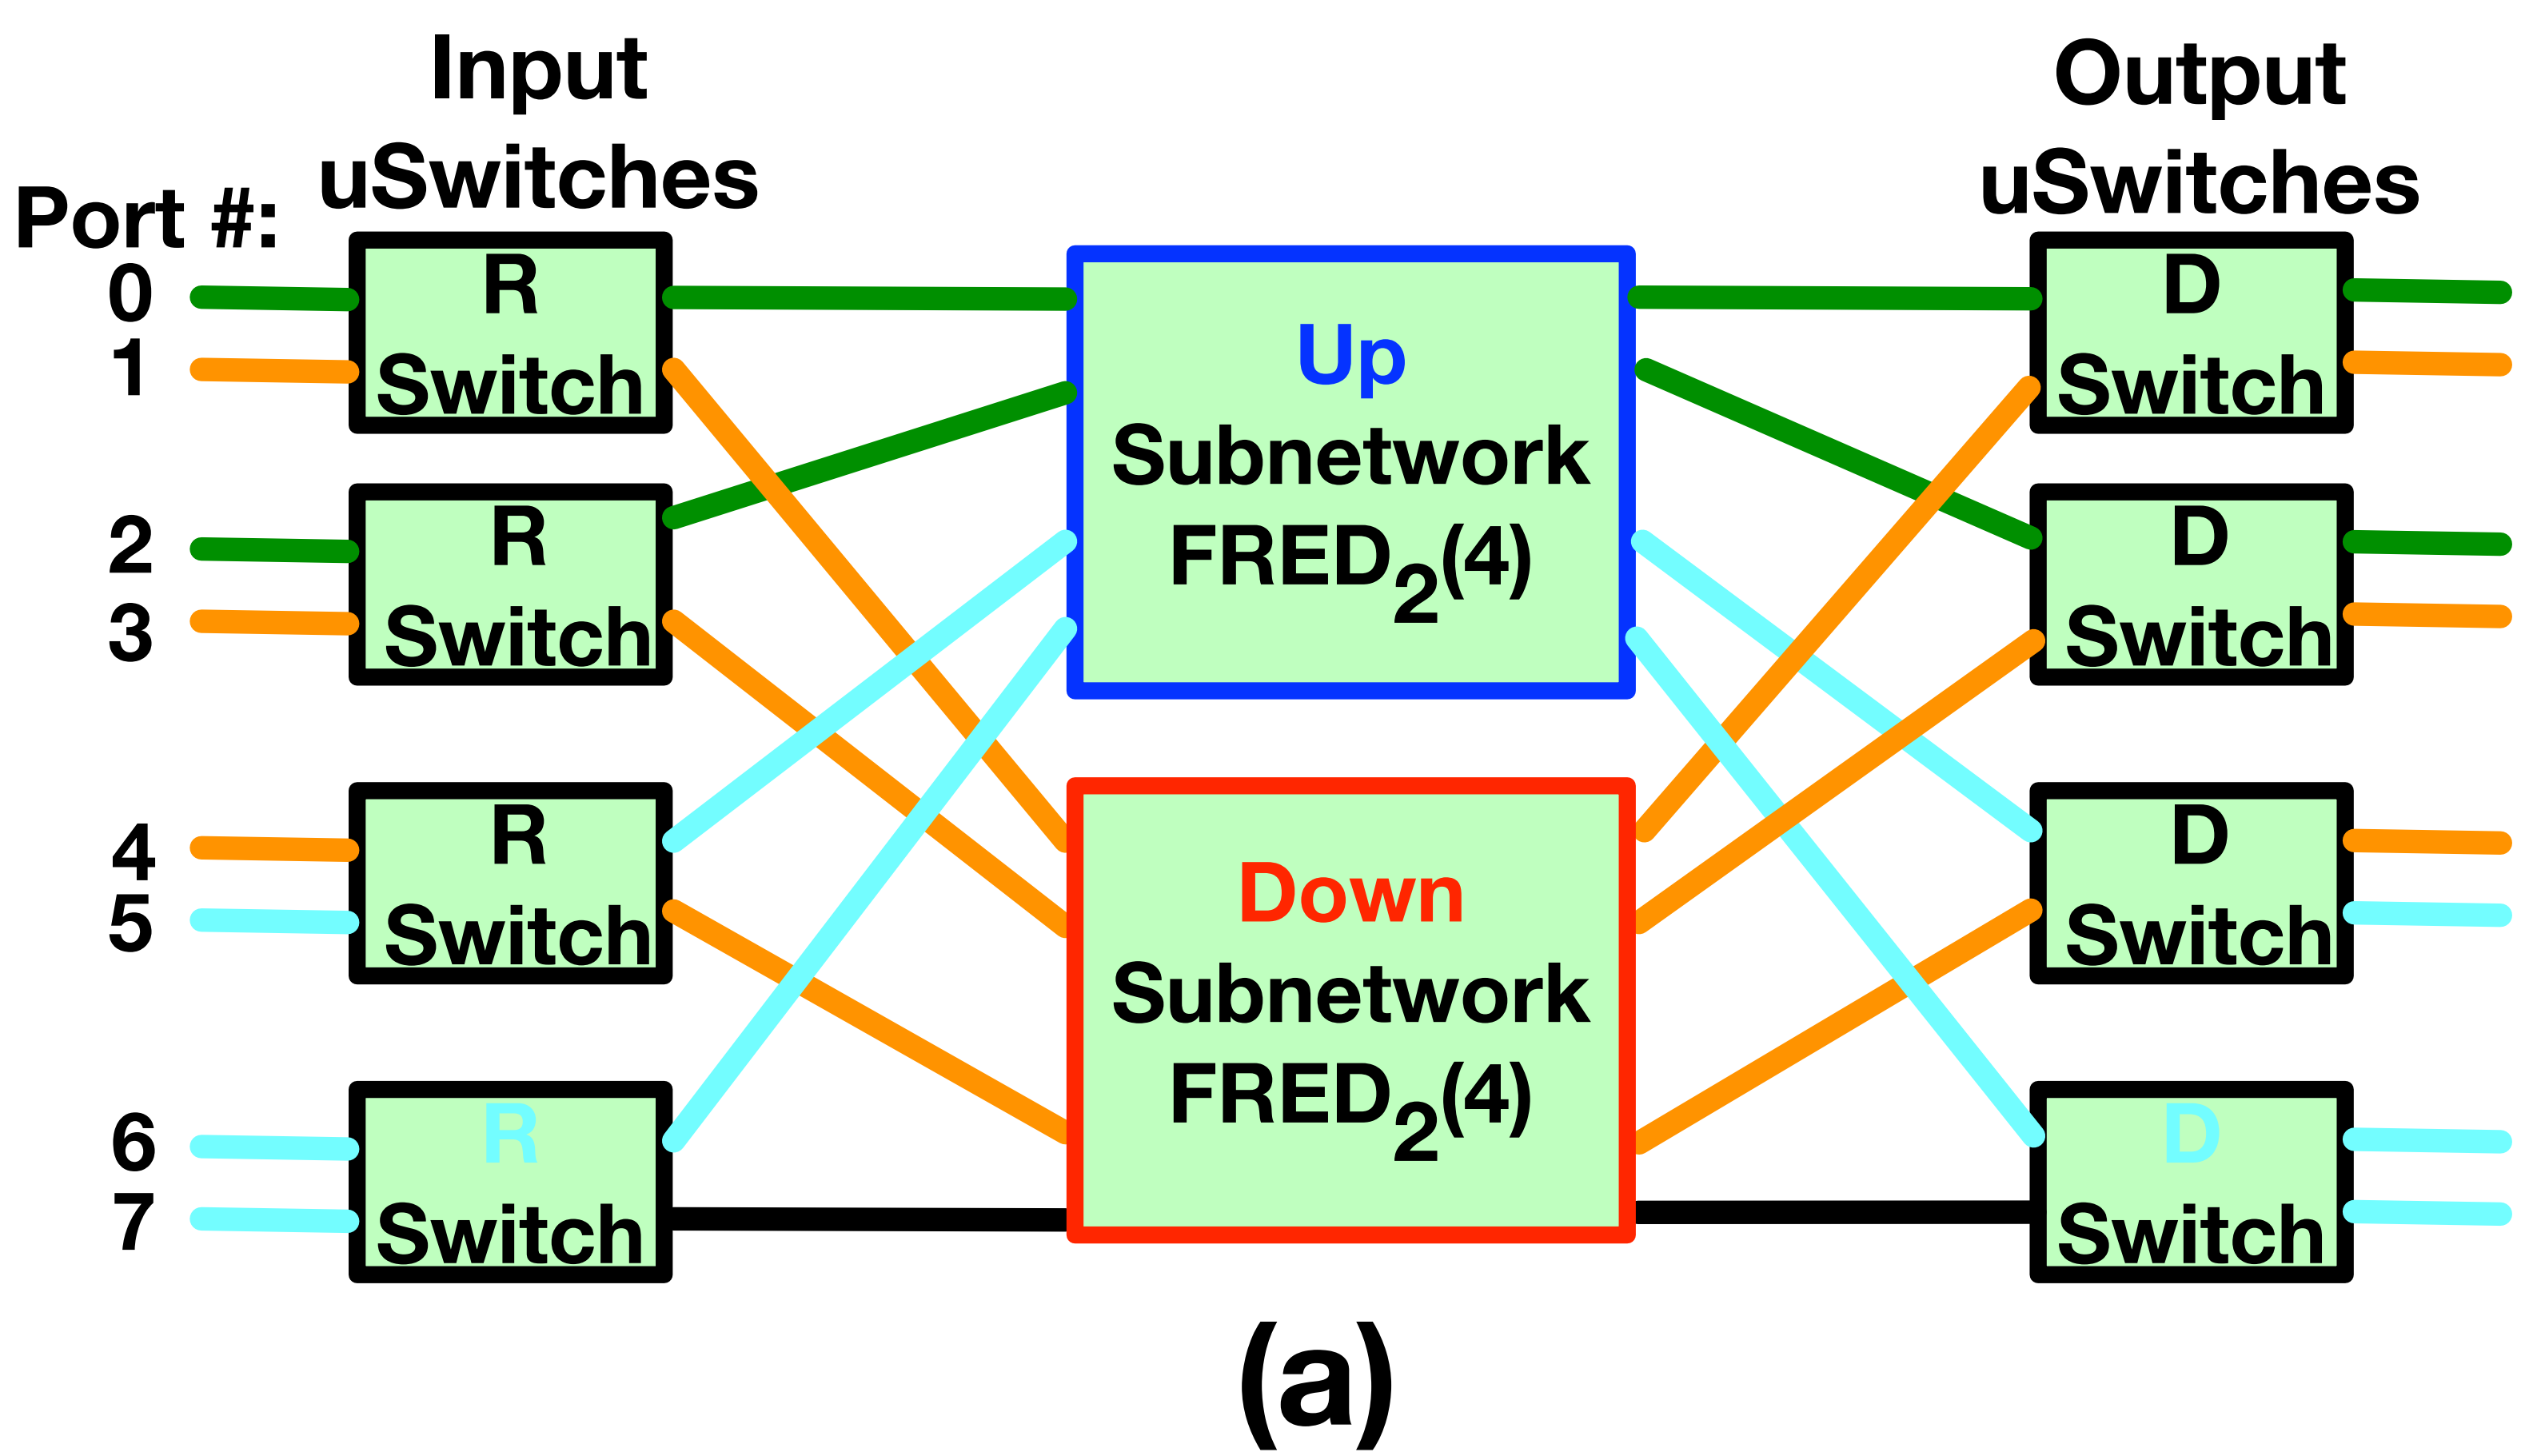 Input
uSwitches
Output
uSwitches
Port #:
0
1
2
3
4
5
6
7
R
Switch
R
Switch
R
Switch
R
Switch
Up
Subnetwork
FRED2(4)
Down
Subnetwork
FRED2(4)
D
Switch
D
Switch
D
Switch
D
Switch
(a)